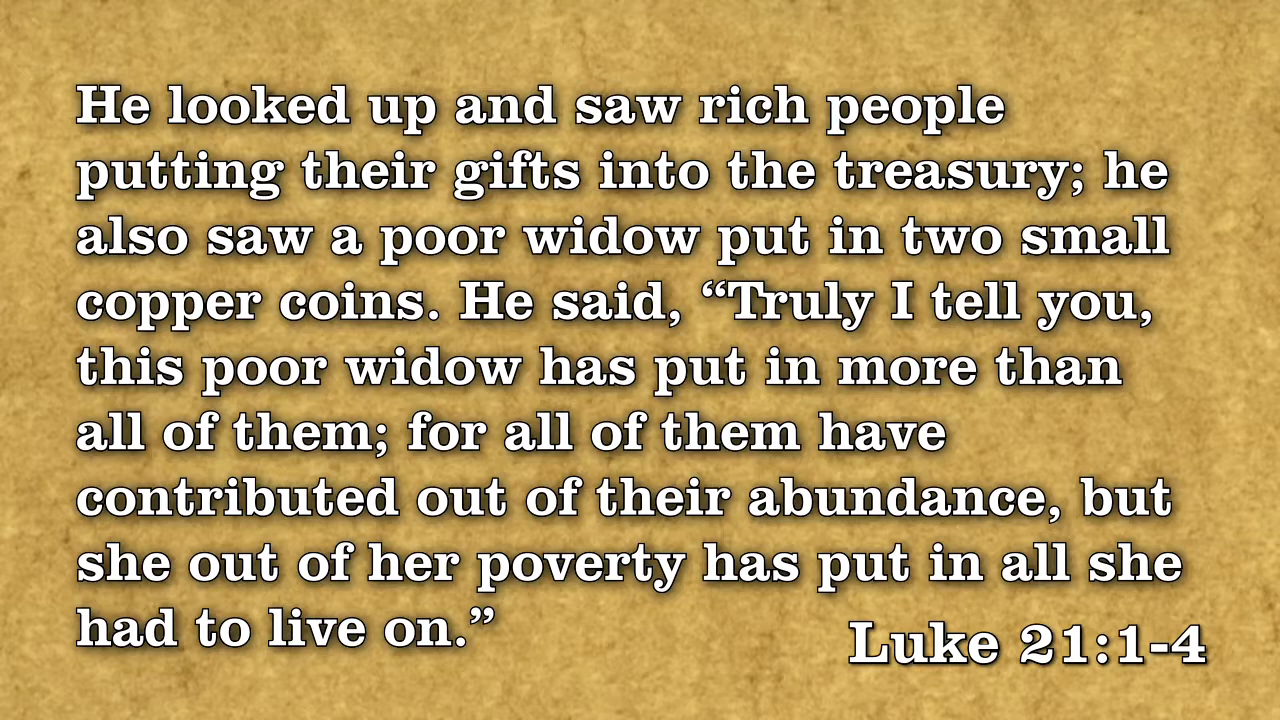 He looked up and saw rich people
putting their gifts into the treasury; he
also saw a poor widow put in two small
copper coins. He said, “Truly I tell you,
this poor widow has put in more than
all of them; for all of them have
contributed out of their abundance, but
she out of her poverty has put in all she
had to live on.”
Luke 21:1-4